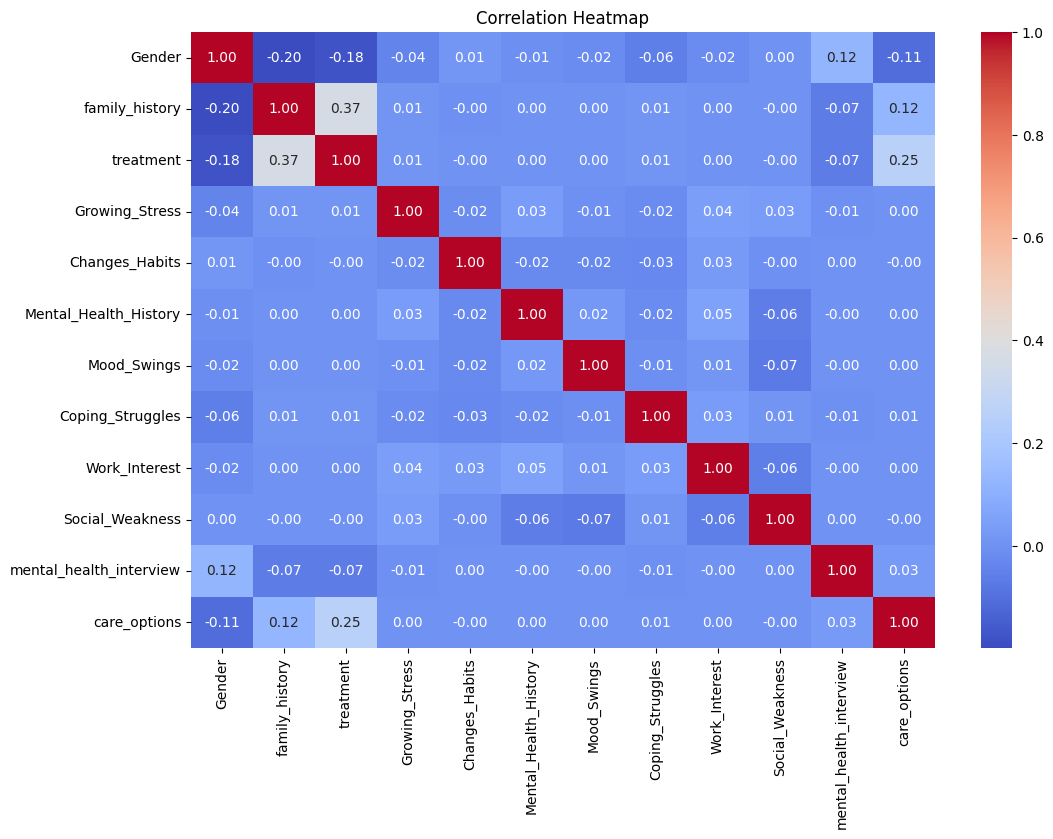 Correlation Heatmap
Gender 1.00 -0.20 -0.18 -0.04 0.01 -0.01 -0.02 -0.06 -0.02 0.00 0.12 -0.11
family_history -0.20 1.00 0.37 0.01 -0.00 0.00 0.00 0.01 0.00 -0.00 -0.07 0.12
treatment -0.18 0.37 1.00 0.01 -0.00 0.00 0.00 0.01 0.00 -0.00 -0.07 0.25
Growing_Stress -0.04 0.01 0.01 1.00 -0.02 0.03 -0.01 -0.02 0.04 0.03 -0.01 0.00
Changes_Habits 0.01 -0.00 -0.00 -0.02 1.00 -0.02 -0.02 -0.03 0.03 -0.00 0.00 -0.00
Mental_Health_History -0.01 0.00 0.00 0.03 -0.02 1.00 0.02 -0.02 0.05 -0.06 -0.00 0.00
Mood_Swings -0.02 0.00 0.00 -0.01 -0.02 0.02 1.00 -0.01 0.01 -0.07 -0.00 0.00
Coping_Struggles -0.06 0.01 0.01 -0.02 -0.03 -0.02 -0.01 1.00 0.03 0.01 -0.01 0.01
Work_Interest -0.02 0.00 0.00 0.04 0.03 0.05 0.01 0.03 1.00 -0.06 -0.00 0.00
Social_Weakness 0.00 -0.00 -0.00 0.03 -0.00 -0.06 -0.07 0.01 -0.06 1.00 0.00 -0.00
mental_health_interview 0.12 -0.07 -0.07 -0.01 0.00 -0.00 -0.00 -0.01 -0.00 0.00 1.00 0.03
care_options -0.11 0.12 0.25 0.00 -0.00 0.00 0.00 0.01 0.00 -0.00 0.03 1.00
Gender
family_history
treatment
Growing_Stress
Changes_Habits
Mental_Health_History
Mood_Swings
Coping_Struggles
Work_Interest
Social_Weakness
mental_health_interview
care_options
1.0
0.8
0.6
0.4
0.2
0.0